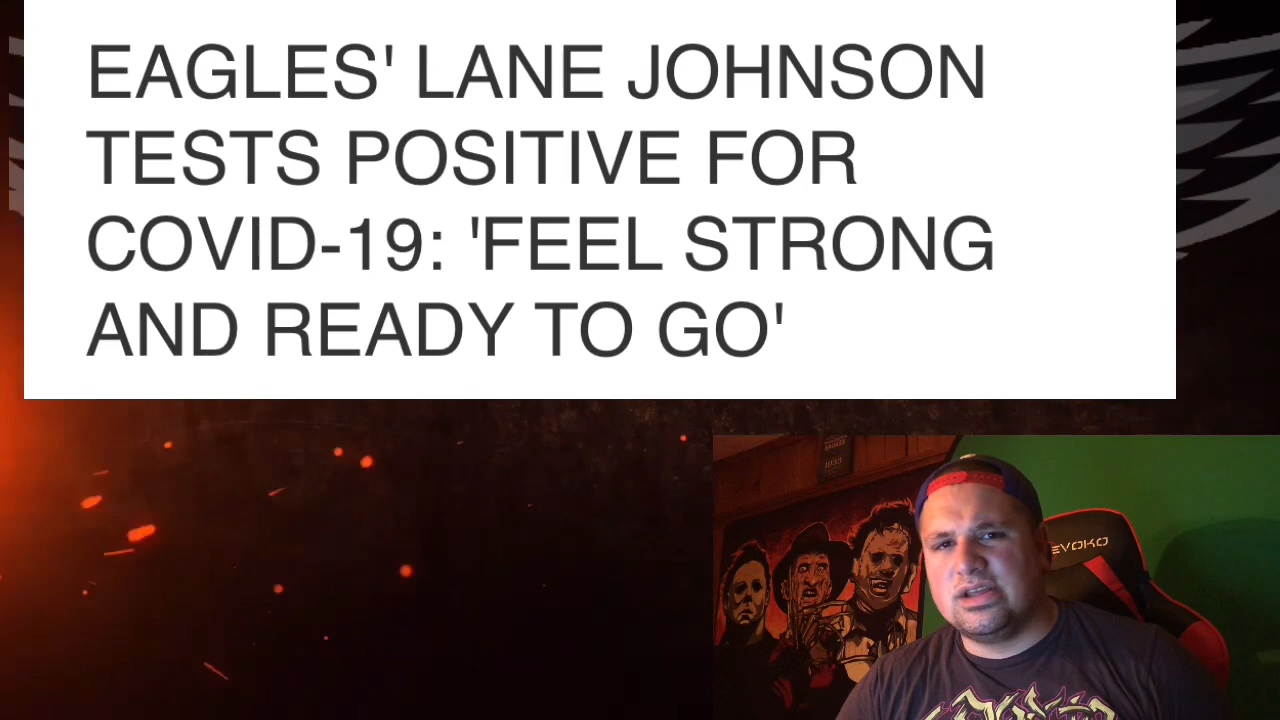 EAGLES' LANE JOHNSON
TESTS POSITIVE FOR
COVID-19: 'FEEL STRONG
AND READY TO GO'
EVOKO